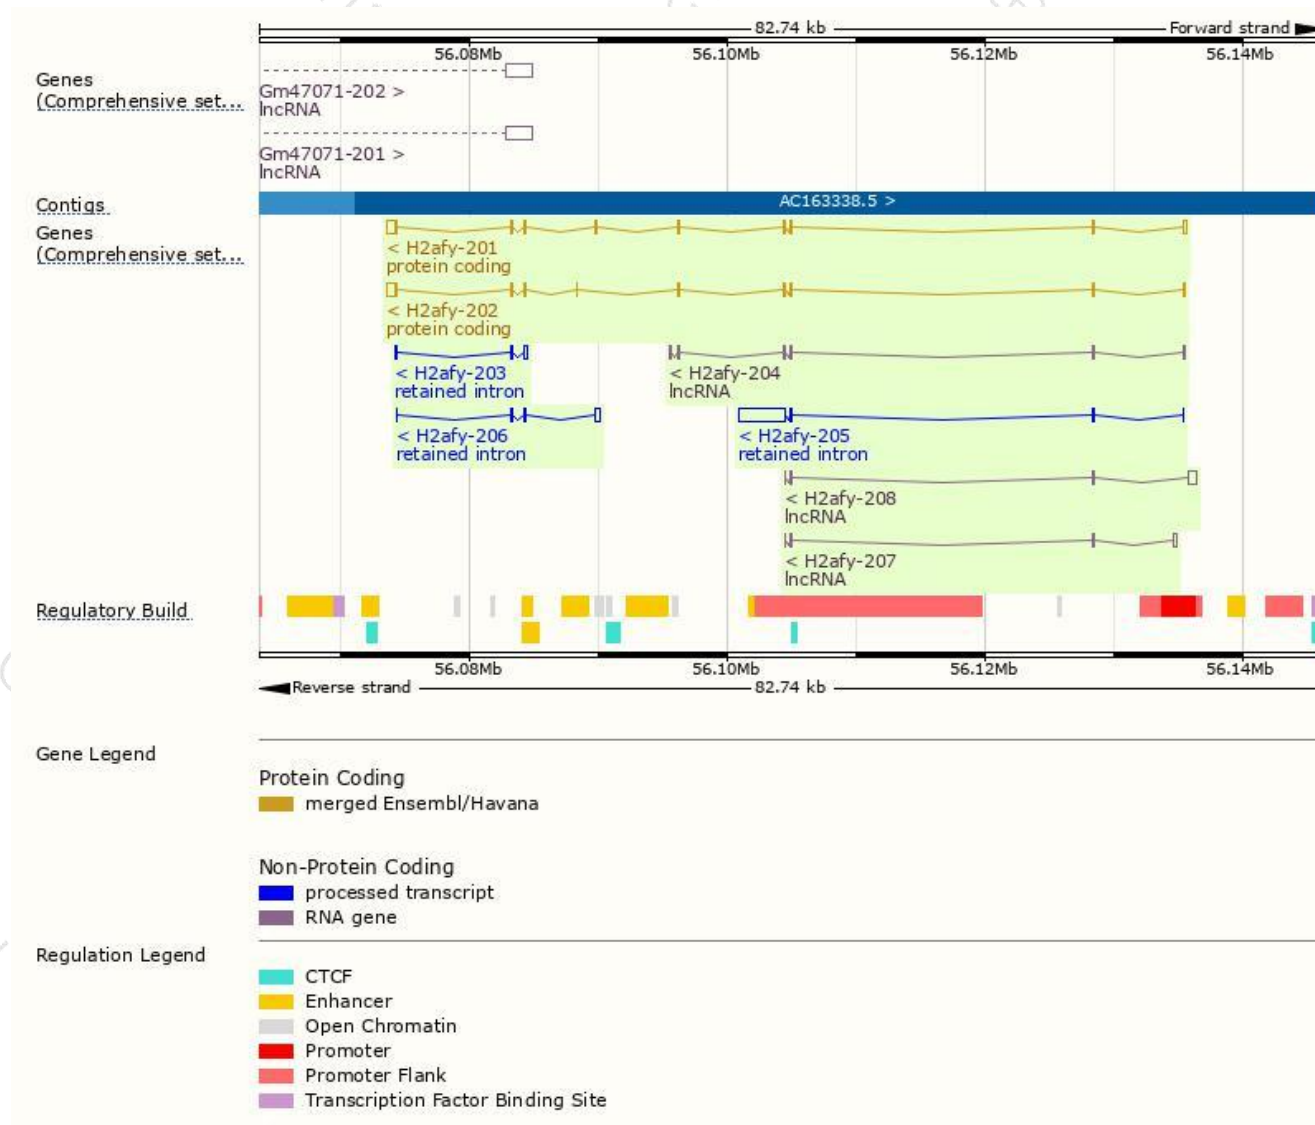 82.74 kb Forward strand
56.08Mb 56.10Mb 56.12Mb 56.14Mb
Genes
(Comprehensive set...
Gm47071-202 >
lncRNA
Gm47071-201 >
lncRNA
Contigs AC163338.5 >
Genes
(Comprehensive set...
< H2afy-201
protein coding
< H2afy-202
protein coding
< H2afy-203 < H2afy-204
retained intron lncRNA
< H2afy-206 < H2afy-205
retained intron retained intron
< H2afy-208
lncRNA
< H2afy-207
lncRNA
Regulatory Build
56.08Mb 56.10Mb 56.12Mb 56.14Mb
Reverse strand 82.74 kb
Gene Legend
Protein Coding
merged Ensembl/Havana
Non-Protein Coding
processed transcript
RNA gene
Regulation Legend
CTCF
Enhancer
Open Chromatin
Promoter
Promoter Flank
Transcription Factor Binding Site